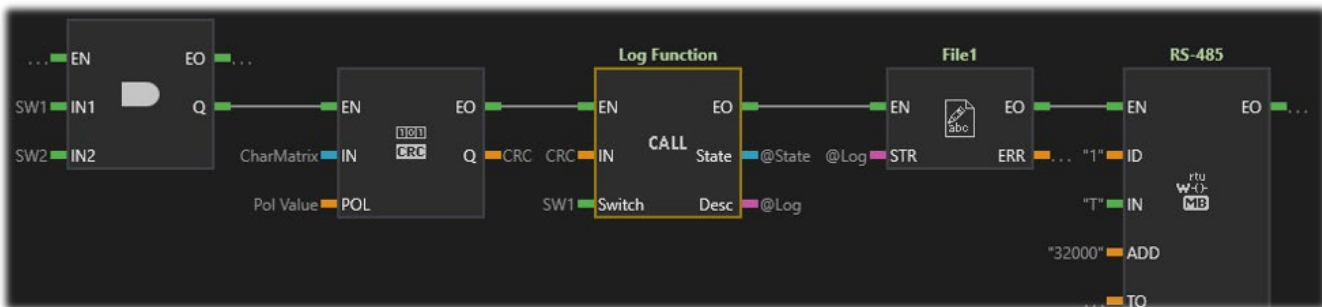 Log Function
File1
RS-485
... EN
EO ...
SW1 IN1
Q
SW2 IN2
EN
EO
CharMatrix IN
101
CRC
Q CRC
Pol Value POL
EN
EO
CRC IN
CALL
State @State
SW1 Switch
Desc @Log
EN
EO
abc
@Log STR
ERR ...
EN
EO ...
"1" ID
rtu
W-()-
MB
"T" IN
"32000" ADD
... TO